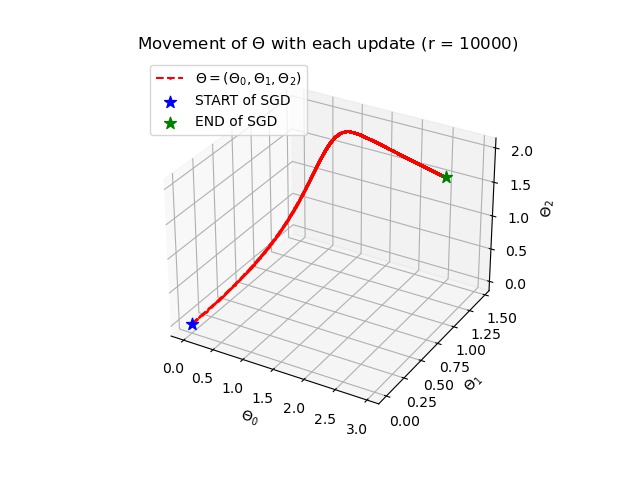 Movement of Θ with each update (r = 10000)
Θ = (Θ₀, Θ₁, Θ₂)
START of SGD
END of SGD
0.0
0.5
1.0
1.5
2.0
2.5
3.0
Θ₀
0.00
0.25
0.50
0.75
1.00
1.25
1.50
Θ₁
0.0
0.5
1.0
1.5
2.0
Θ₂